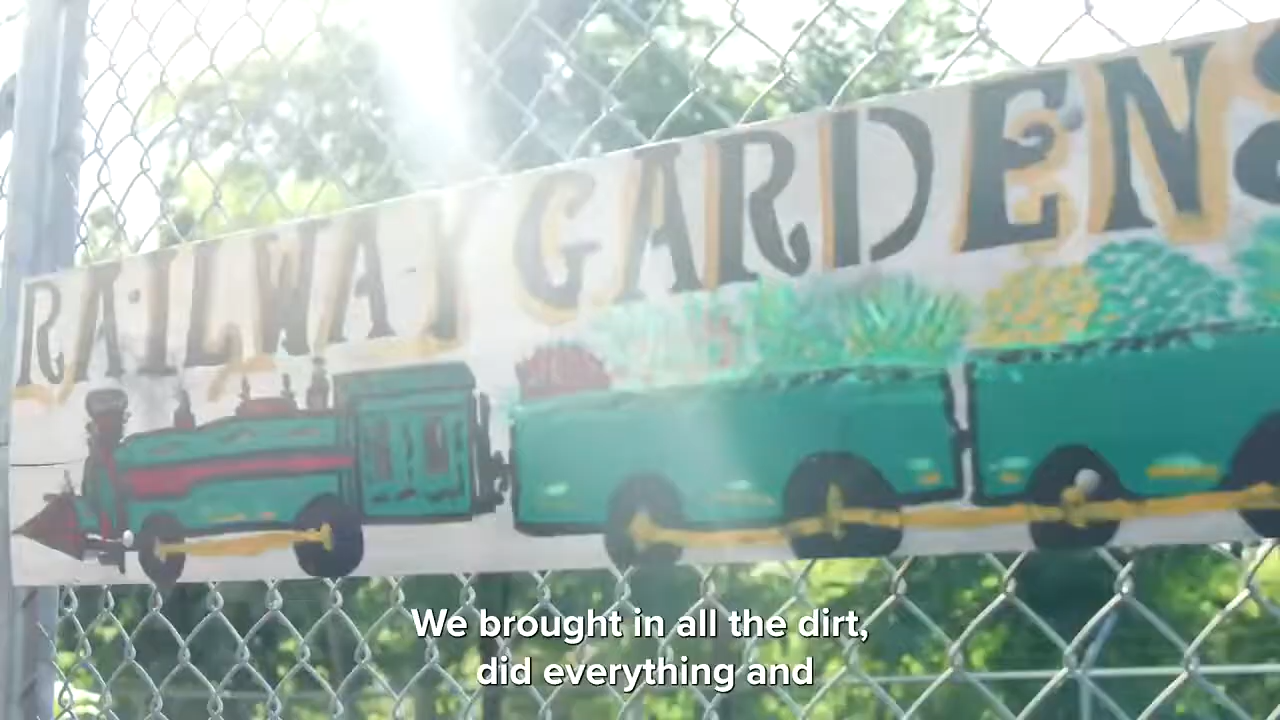 RAILWAY GARDENS
We brought in all the dirt,
did everything and